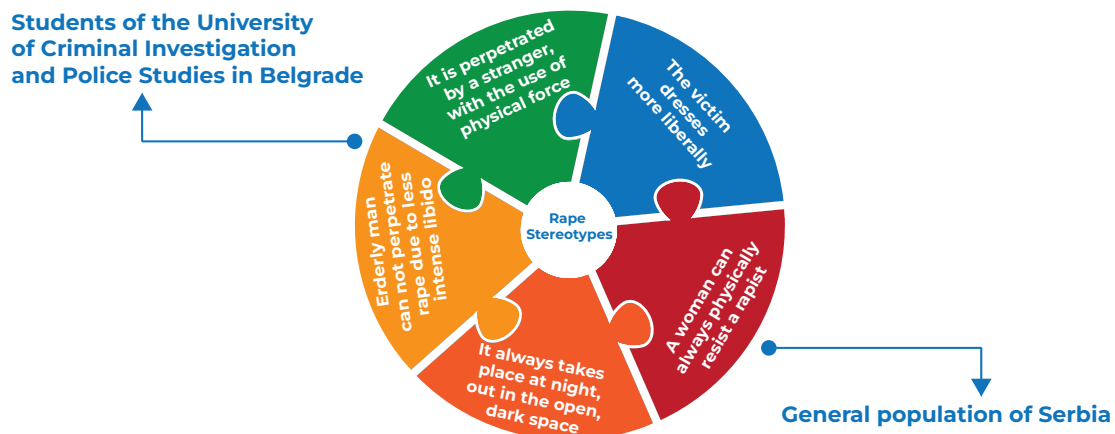 Students of the University
of Criminal Investigation
and Police Studies in Belgrade
It is perpetrated
by a stranger,
with the use of
physical force
The victim
dresses
more liberally
Erderly man
can not perpetrate
rape due to less
intense libido
Rape
Stereotypes
A woman can
always physically
resist a rapist
It always takes
place at night,
out in the open,
dark space
General population of Serbia